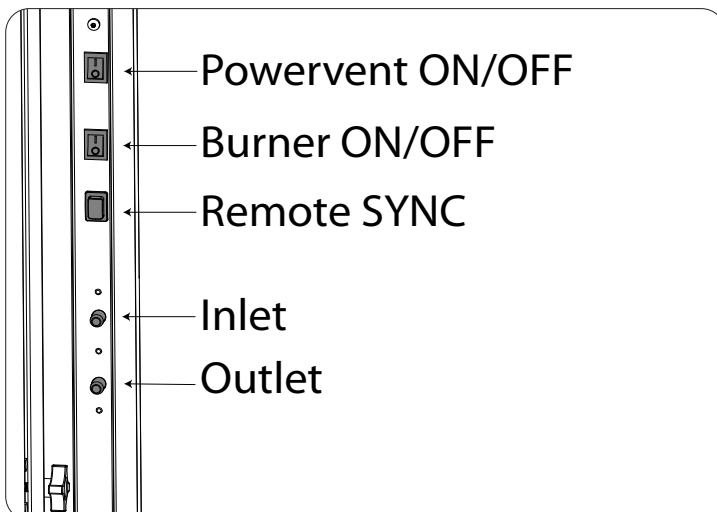 Powervent ON/OFF
Burner ON/OFF
Remote SYNC
Inlet
Outlet